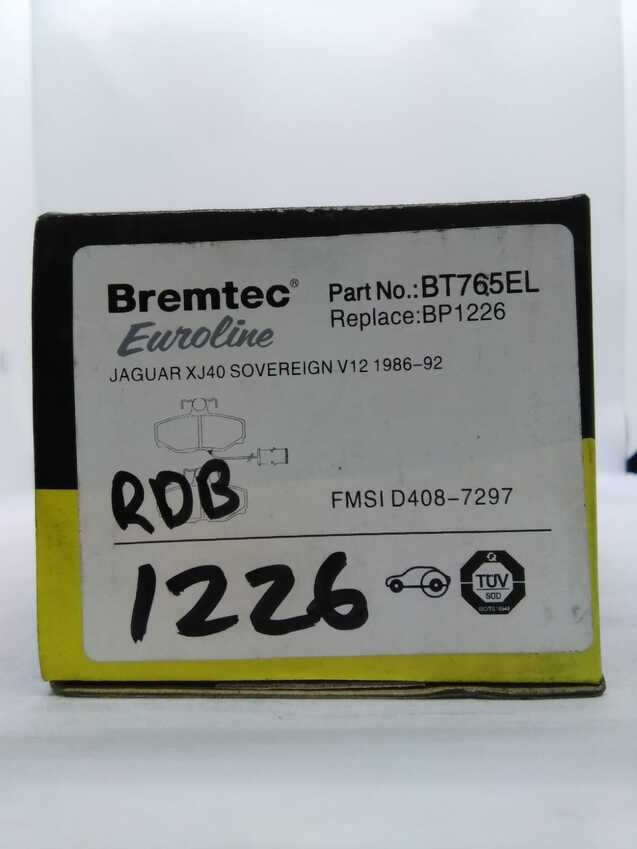 Bremtec®
Euroline
Part No.:BT765EL
Replace:BP1226
JAGUAR XJ40 SOVEREIGN V12 1986-92
RDB
FMSI D408-7297
1226
TÜV
SÜD